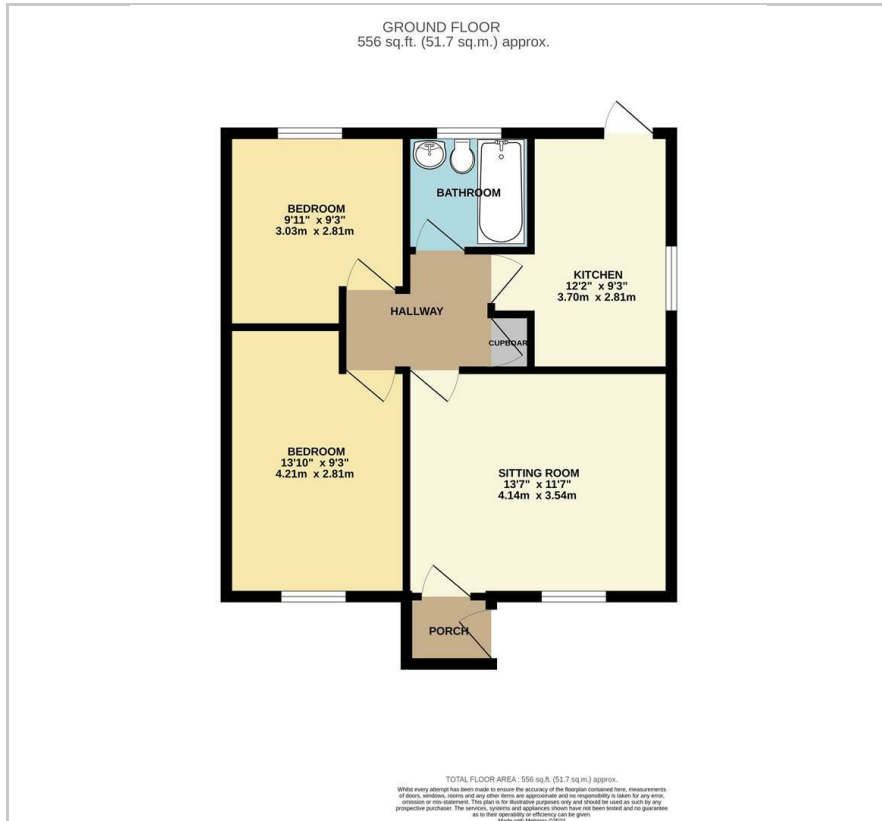 GROUND FLOOR
556 sq.ft. (51.7 sq.m.) approx.
BATHROOM
BEDROOM
9'11" x 9'3"
3.03m x 2.81m
KITCHEN
12'2" x 9'3"
3.70m x 2.81m
HALLWAY
CUPBOAR
BEDROOM
13'10" x 9'3"
4.21m x 2.81m
SITTING ROOM
13'7" x 11'7"
4.14m x 3.54m
PORCH
TOTAL FLOOR AREA : 556 sq.ft. (51.7 sq.m.) approx.
Whilst every attempt has been made to ensure the accuracy of the floorplan contained here, measurements
of doors, windows, rooms and any other items are approximate and no responsibility is taken for any error,
omission or mis-statement. This plan is for illustrative purposes only and should be used as such by any
prospective purchaser. The services, systems and appliances shown have not been tested and no guarantee
as to their operability or efficiency can be given.
Made with Metropix ©2024